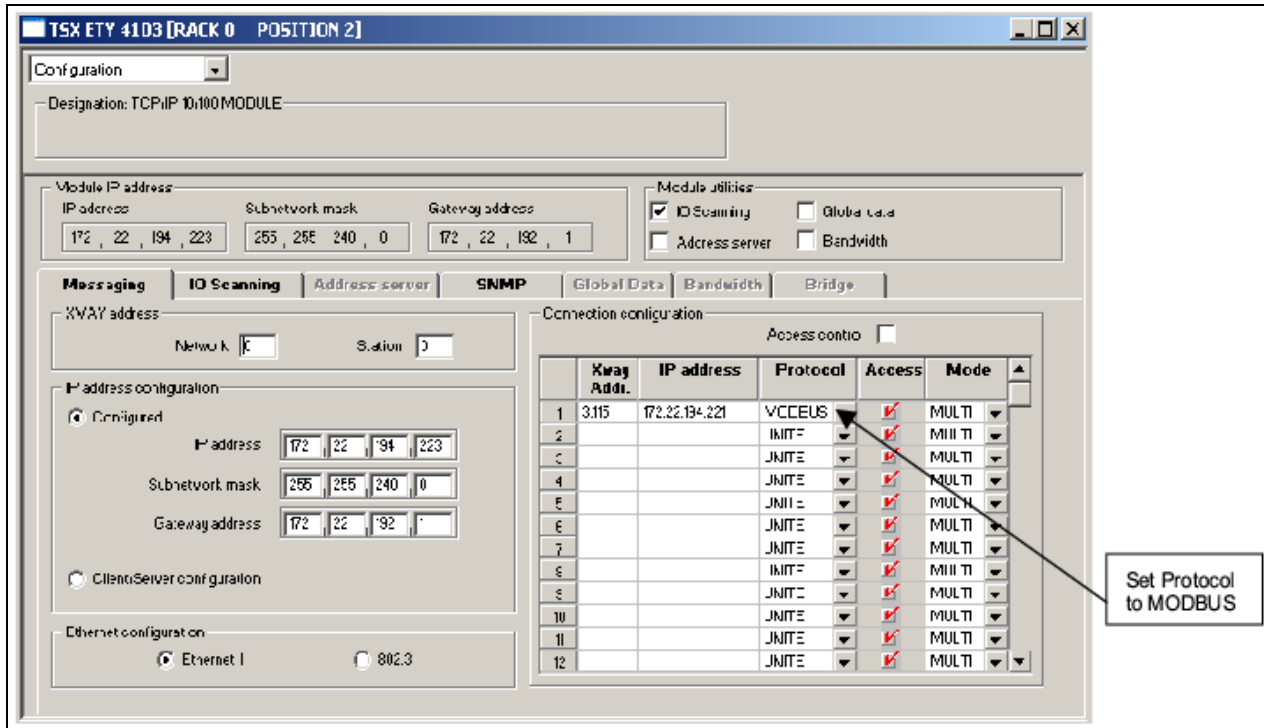 TSX ETY 4103 [RACK 0 POSITION 2]
Configuration
Designation: TCP/IP 10/100 MODULE
Module IP address
IP address Subnetwork mask Gateway address
172 , 22 , 194 , 223 255 , 255 240 , 0 172 , 22 , 192 , 1
Module utilities
IO Scanning Global data
Address server Bandwidth
Messaging IO Scanning Address server SNMP Global Data Bandwidth Bridge
XWAY address
Network Station
IP address configuration
Configured
IP address 172 , 22 , 194 , 223
Subnetwork mask 255 , 255 , 240 , 0
Gateway address 172 , 22 , 192 , 1
Client/Server configuration
Ethernet configuration
Ethernet II 802.3
Connection configuration
Access control
Xway Addr. IP address Protocol Access Mode
1 3.115 172.22.194.221 MODBUS MULTI
2 UNITE MULTI
3 UNITE MULTI
4 UNITE MULTI
5 UNITE MULTI
6 UNITE MULTI
7 UNITE MULTI
8 UNITE MULTI
9 UNITE MULTI
10 UNITE MULTI
11 UNITE MULTI
12 UNITE MULTI
Set Protocol
to MODBUS